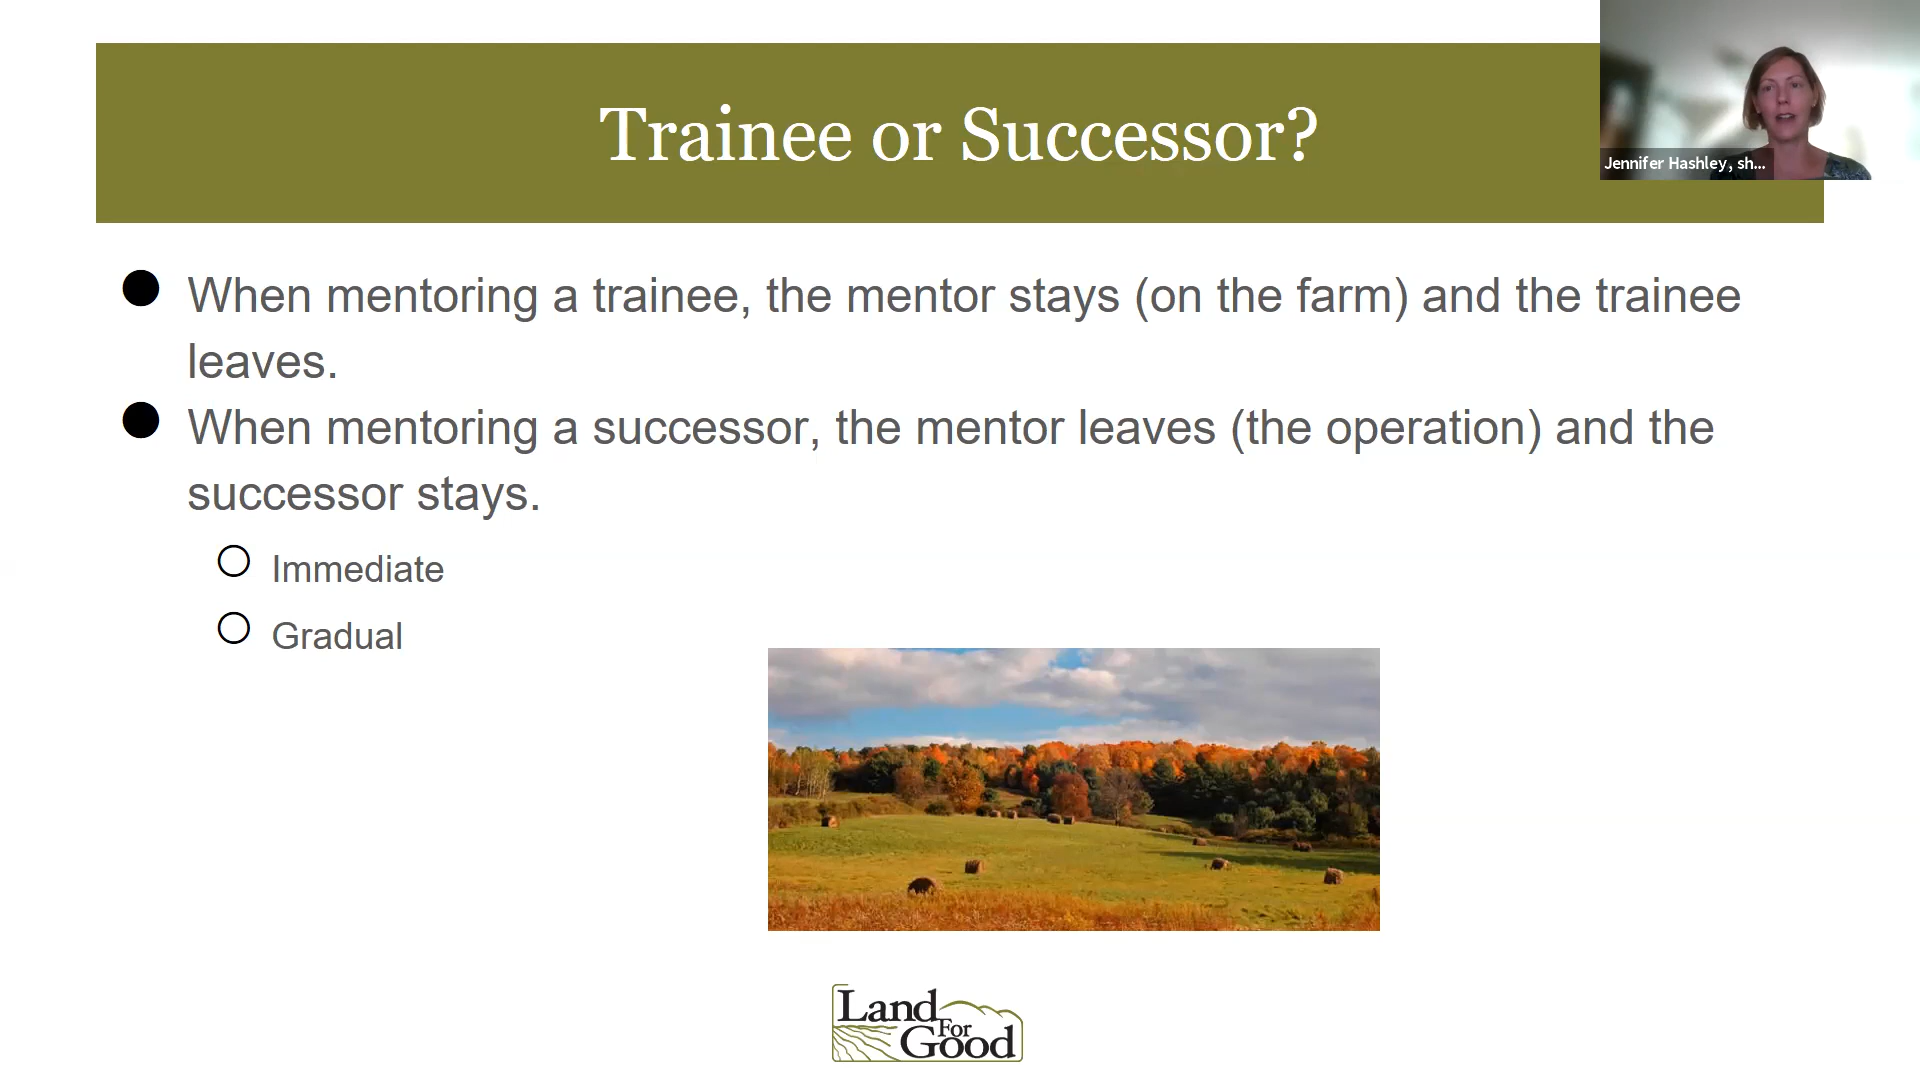 Trainee or Successor?
Jennifer Hashley, sh...
When mentoring a trainee, the mentor stays (on the farm) and the trainee
leaves.
When mentoring a successor, the mentor leaves (the operation) and the
successor stays.
Immediate
Gradual
Land
For
Good